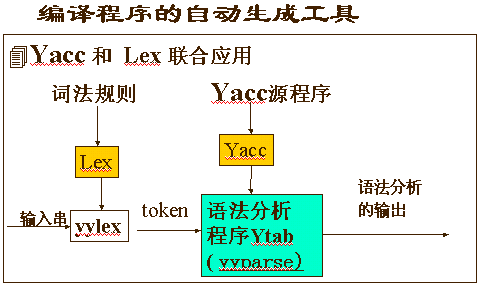 编译程序的自动生成工具
Yacc 和 Lex 联合应用
词法规则
Yacc源程序
Lex
Yacc
输入串
yylex
token
语法分析
程序Ytab
( yyparse)
语法分析
的输出